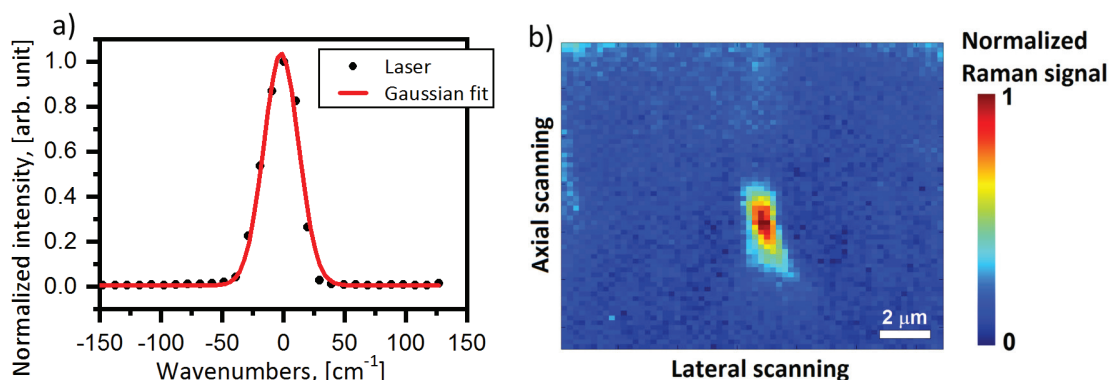 a)
Normalized intensity, [arb. unit]
1.0
0.8
0.6
0.4
0.2
0.0
Laser
Gaussian fit
-150 -100 -50 0 50 100 150
Wavenumbers, [cm⁻¹]
b)
Axial scanning
2 μm
Lateral scanning
Normalized
Raman signal
1
0